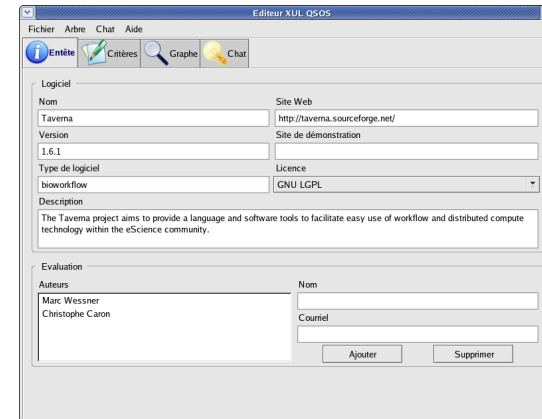 Editeur XUL QSOS
Fichier Arbre Chat Aide
Entête Critères Graphe Chat
Logiciel
Nom Site Web
Taverna http://taverna.sourceforge.net/
Version Site de démonstration
1.6.1
Type de logiciel Licence
bioworkflow GNU LGPL
Description
The Taverna project aims to provide a language and software tools to facilitate easy use of workflow and distributed compute
technology within the eScience community.
Evaluation
Auteurs Nom
Marc Wessner
Christophe Caron
Courriel
Ajouter Supprimer